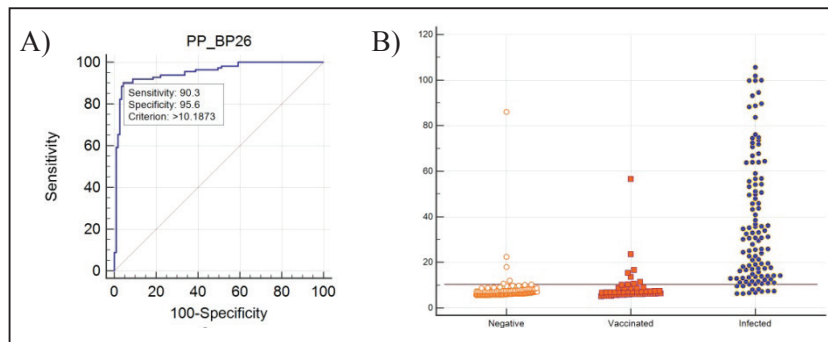 A)
PP_BP26
100
80
60
40
20
0
Sensitivity
Sensitivity: 90.3
Specificity: 95.6
Criterion: >10.1873
0 20 40 60 80 100
100-Specificity
B)
120
100
80
60
40
20
0
Negative Vaccinated Infected